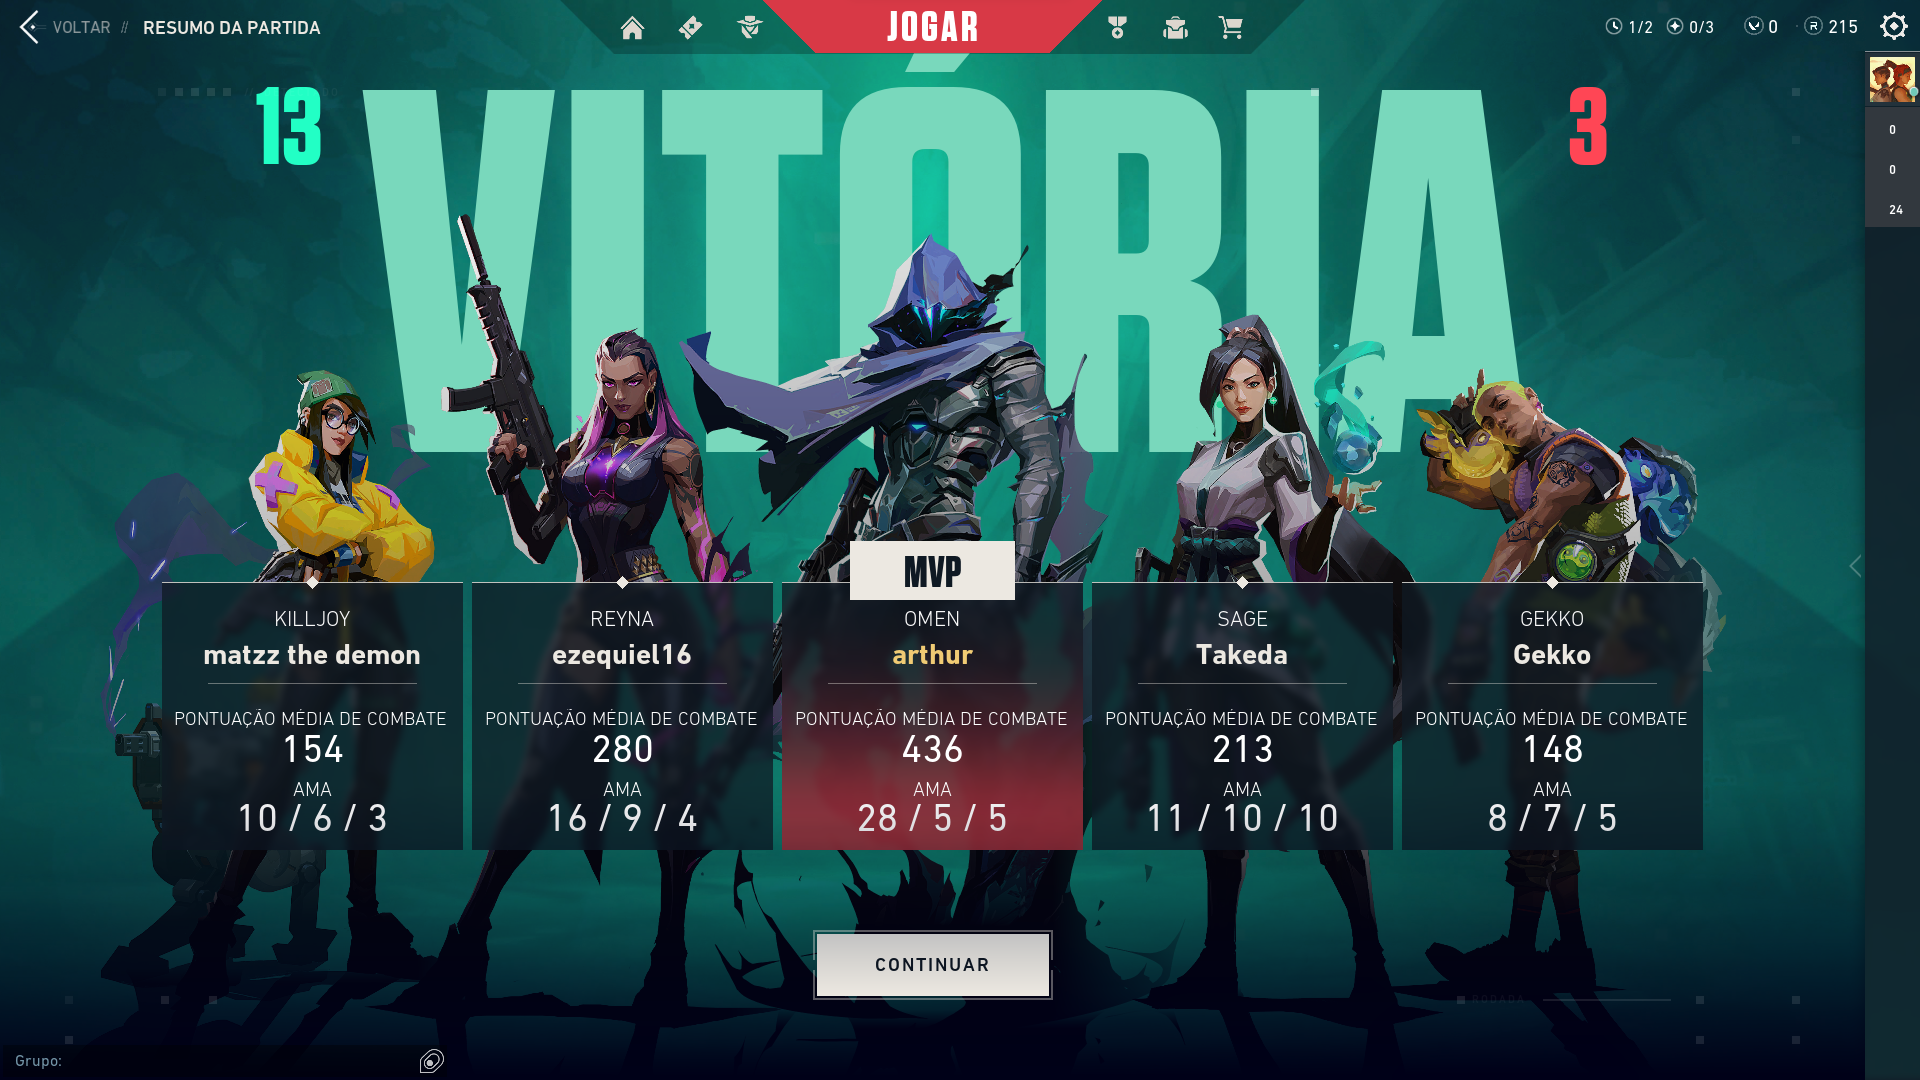 VOLTAR // RESUMO DA PARTIDA
JOGAR
1/2 0/3 0 215
13
VITÓRIA
3
0
0
24
MVP
KILLJOY
matzz the demon
PONTUAÇÃO MÉDIA DE COMBATE
154
AMA
10 / 6 / 3
REYNA
ezequiel16
PONTUAÇÃO MÉDIA DE COMBATE
280
AMA
16 / 9 / 4
OMEN
arthur
PONTUAÇÃO MÉDIA DE COMBATE
436
AMA
28 / 5 / 5
SAGE
Takeda
PONTUAÇÃO MÉDIA DE COMBATE
213
AMA
11 / 10 / 10
GEKKO
Gekko
PONTUAÇÃO MÉDIA DE COMBATE
148
AMA
8 / 7 / 5
CONTINUAR
Grupo: